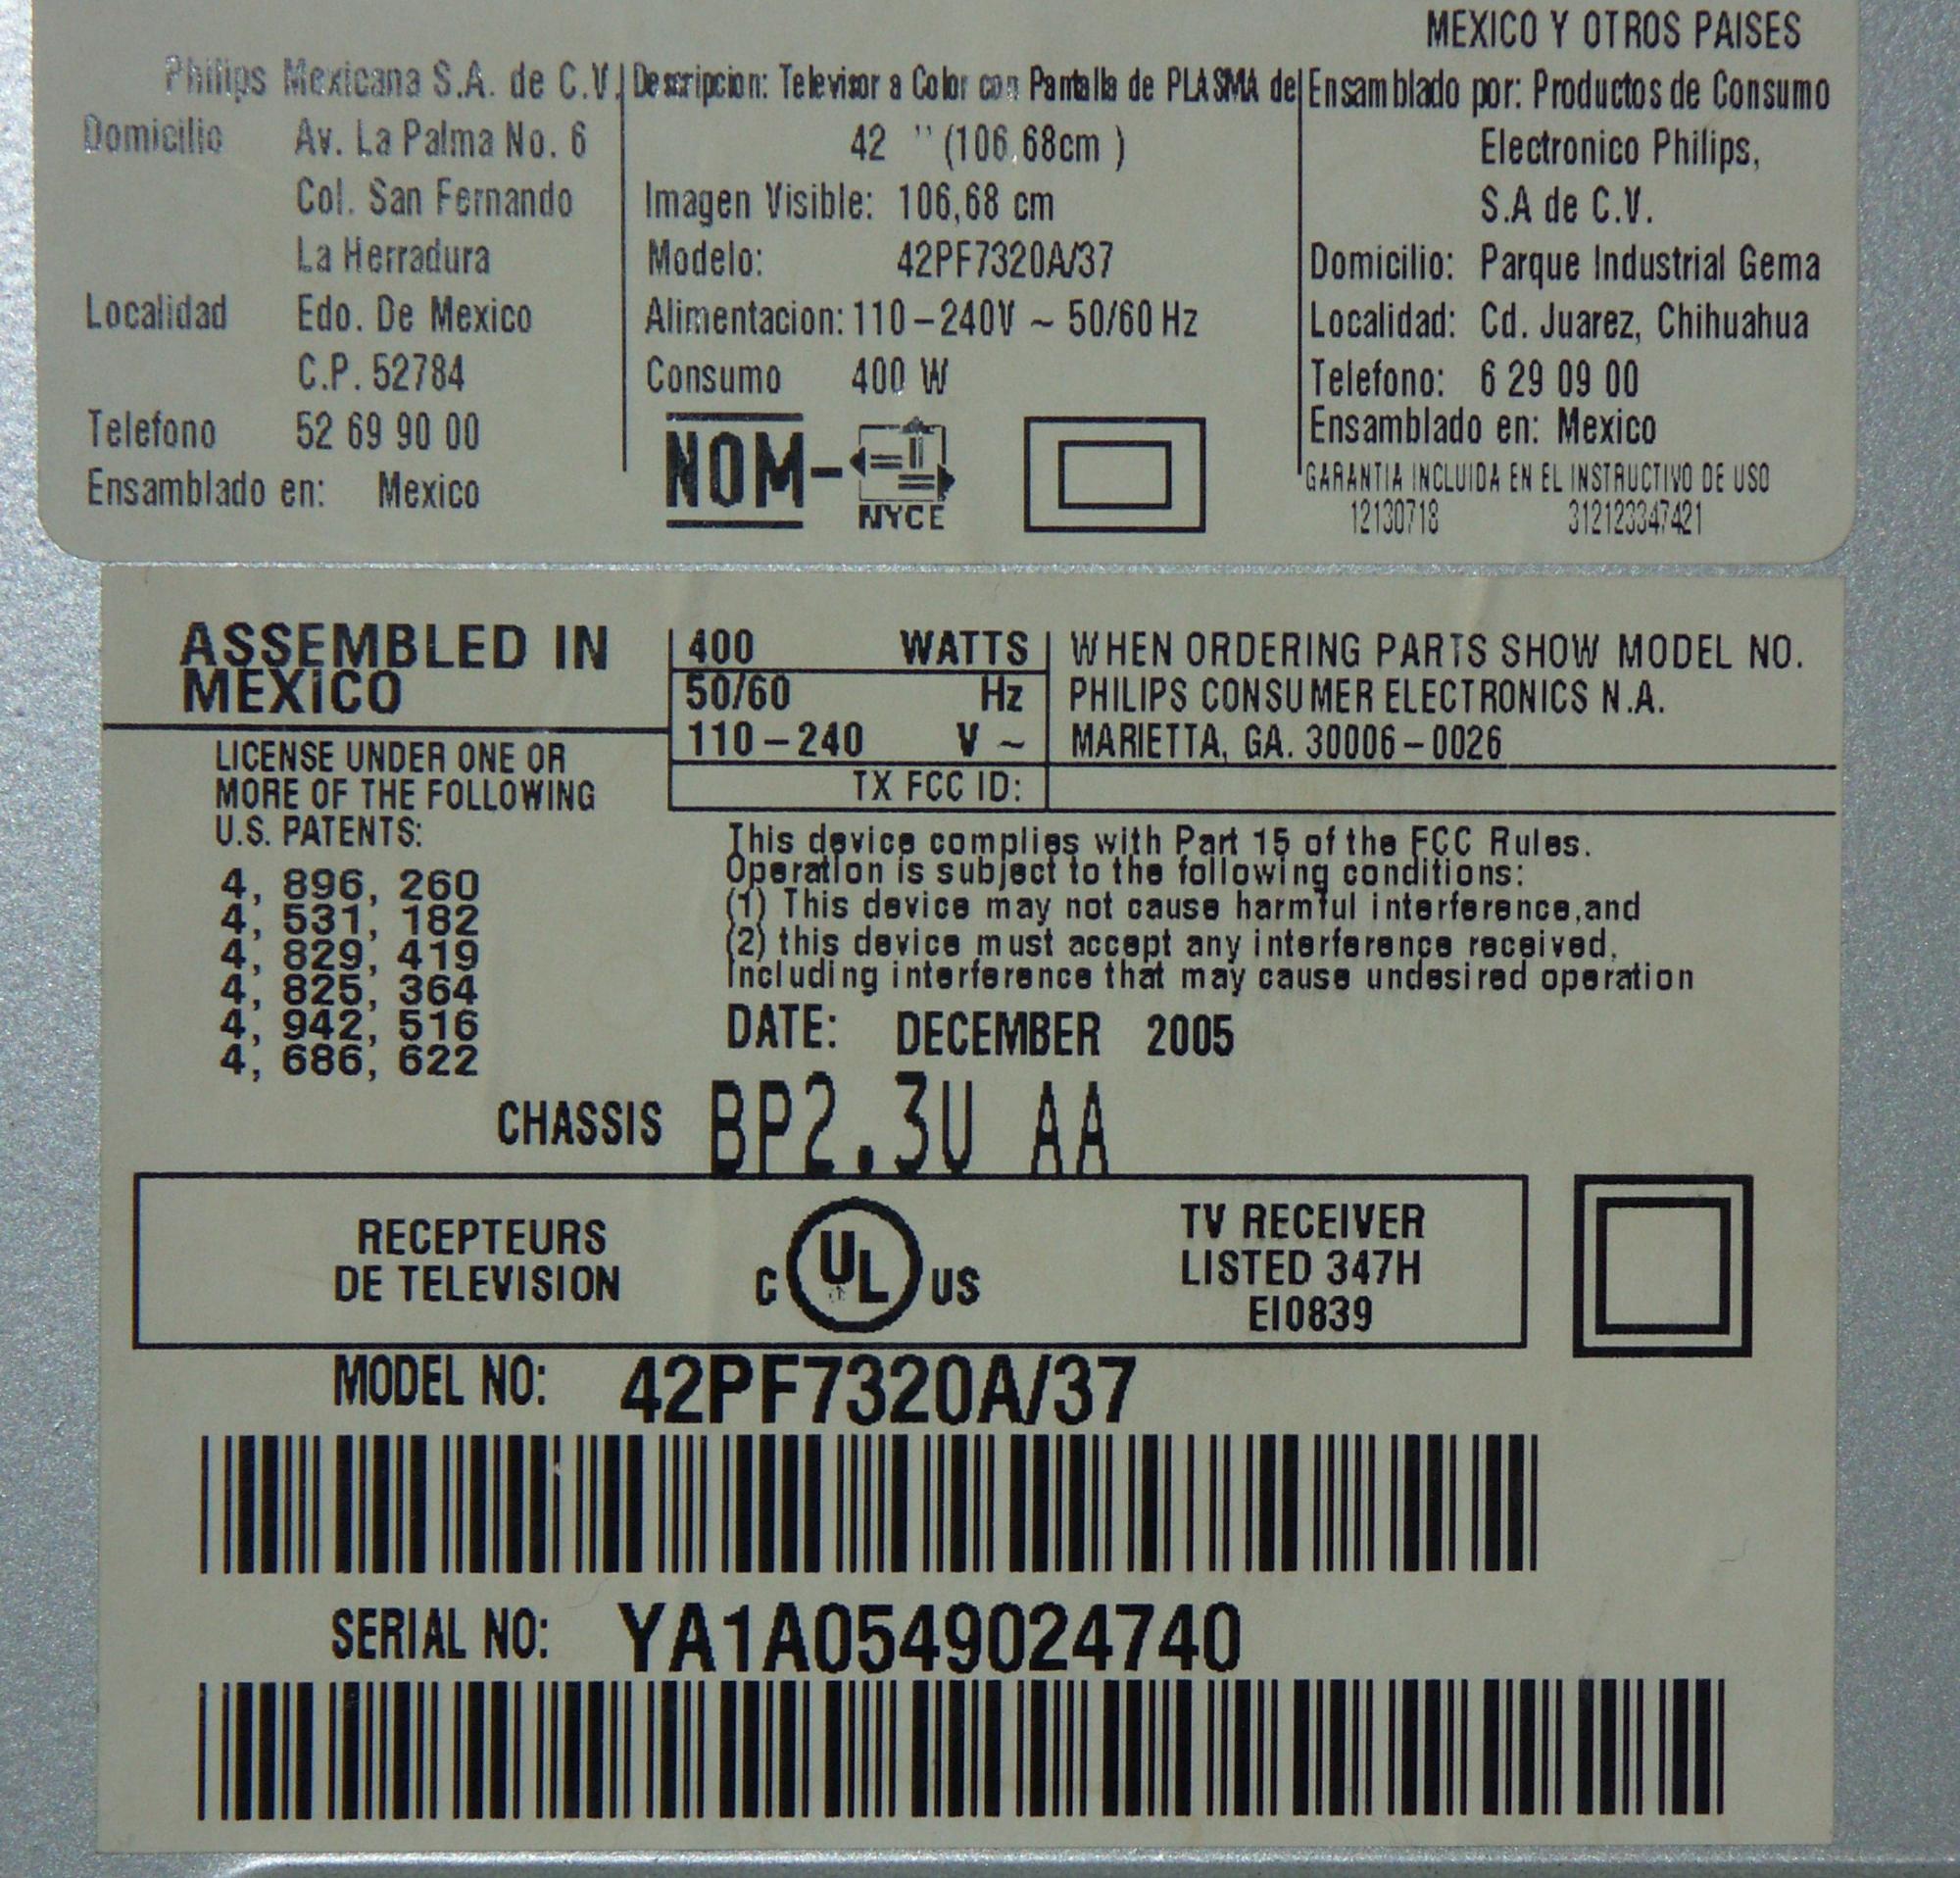 MEXICO Y OTROS PAISES
Philips Mexicana S.A. de C.V.
Domicilio Av. La Palma No. 6
Col. San Fernando
La Herradura
Localidad Edo. De Mexico
C.P. 52784
Telefono 52 69 90 00
Ensamblado en: Mexico
Descripcion: Televisor a Color con Pantalla de PLASMA de
42 " (106,68cm )
Imagen Visible: 106,68 cm
Modelo: 42PF7320A/37
Alimentacion: 110-240V ~ 50/60 Hz
Consumo 400 W
NOM-
NYCE
Ensamblado por: Productos de Consumo
Electronico Philips,
S.A de C.V.
Domicilio: Parque Industrial Gema
Localidad: Cd. Juarez, Chihuahua
Telefono: 6 29 09 00
Ensamblado en: Mexico
GARANTIA INCLUIDA EN EL INSTRUCTIVO DE USO
12130718 312123347421
ASSEMBLED IN
MEXICO
400 WATTS
50/60 Hz
110-240 V ~
TX FCC ID:
WHEN ORDERING PARTS SHOW MODEL NO.
PHILIPS CONSUMER ELECTRONICS N.A.
MARIETTA, GA. 30006-0026
LICENSE UNDER ONE OR
MORE OF THE FOLLOWING
U.S. PATENTS:
4, 896, 260
4, 531, 182
4, 829, 419
4, 825, 364
4, 942, 516
4, 686, 622
This device complies with Part 15 of the FCC Rules.
Operation is subject to the following conditions:
(1) This device may not cause harmful interference,and
(2) this device must accept any interference received,
Including interference that may cause undesired operation
DATE: DECEMBER 2005
CHASSIS BP2.3U AA
RECEPTEURS
DE TELEVISION
C UL US
TV RECEIVER
LISTED 347H
EI0839
MODEL NO: 42PF7320A/37
SERIAL NO: YA1A0549024740